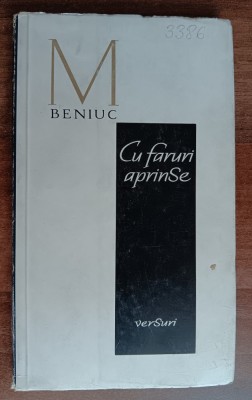 3386
M
BENIUC
Cu faruri
aprinSe
verSuri